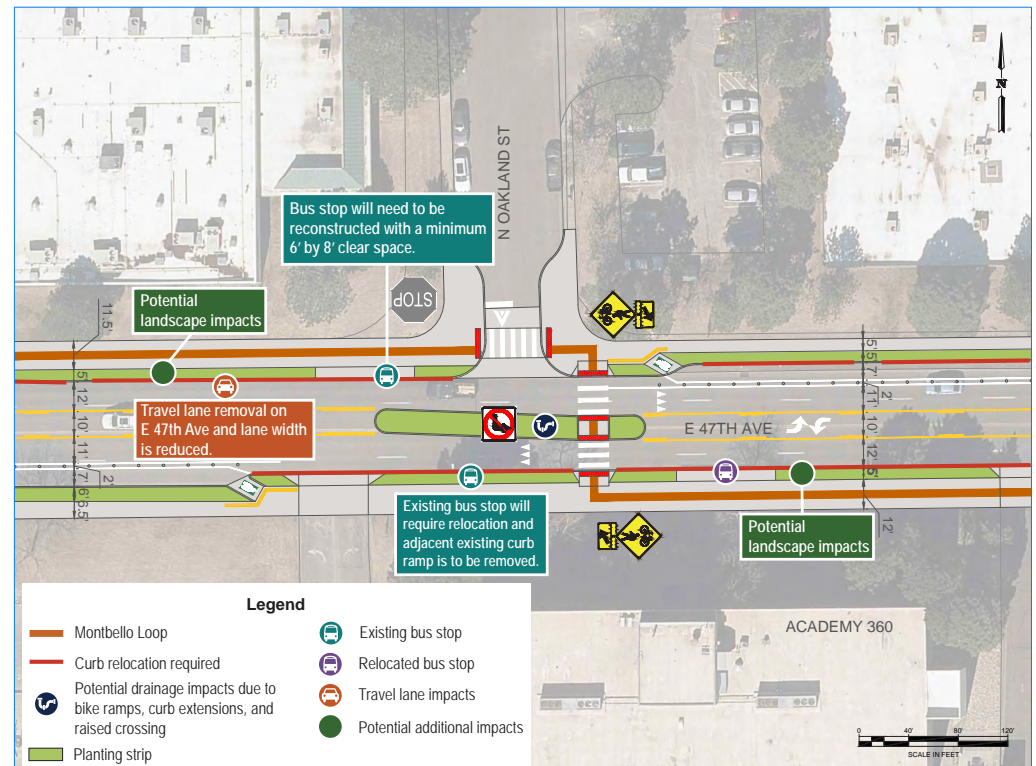 N
N OAKLAND ST
Bus stop will need to be
reconstructed with a minimum
6' by 8' clear space.
STOP
Potential
landscape impacts
11.5'
5'
12'
10'
11'
7'
2'
6'
6.5'
Travel lane removal on
E 47th Ave and lane width
is reduced.
5'
5'
7'
2'
11'
10'
12'
5'
12'
E 47TH AVE
Existing bus stop will
require relocation and
adjacent existing curb
ramp is to be removed.
Potential
landscape impacts
ACADEMY 360
Legend
Montbello Loop
Curb relocation required
Potential drainage impacts due to
bike ramps, curb extensions, and
raised crossing
Planting strip
Existing bus stop
Relocated bus stop
Travel lane impacts
Potential additional impacts
0 40' 80' 120'
SCALE IN FEET